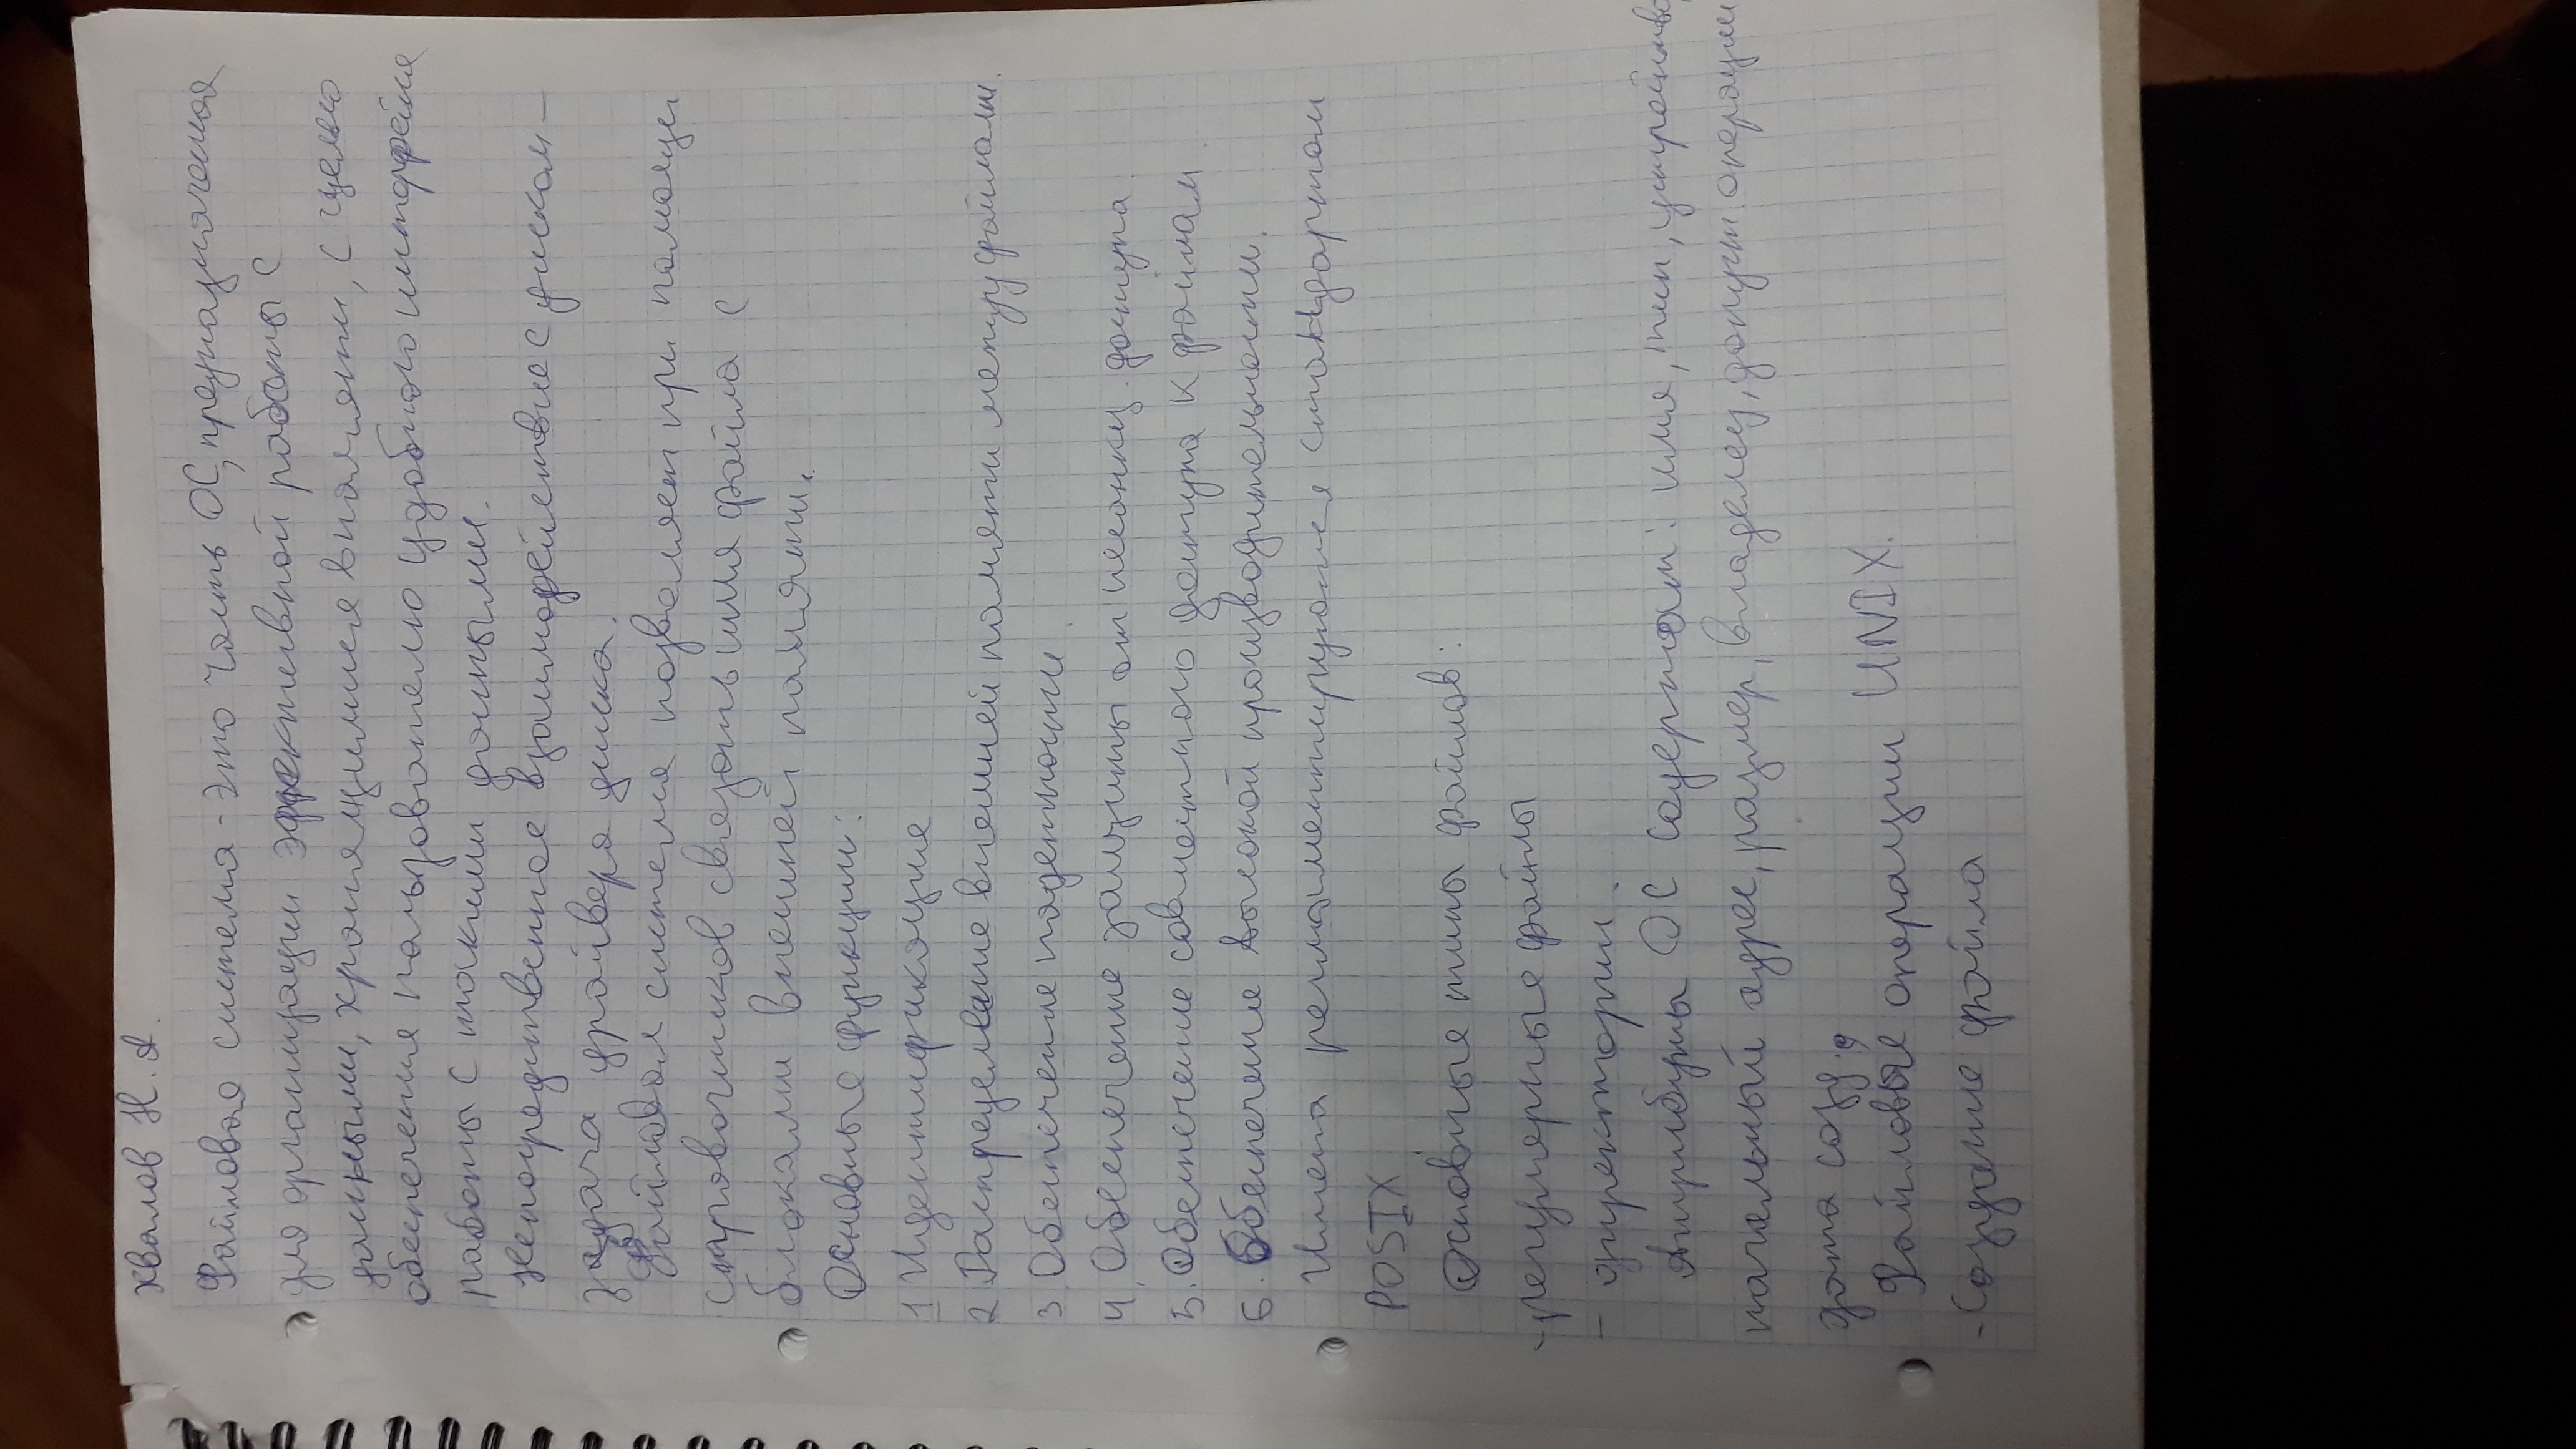 Хвалов Н. А.
Файловая система - это часть ОС, предназначенная
для организации эффективной работы с
данными, хранящимися в памяти, с целью
обеспечения пользователю удобного интерфейса
работы с такими данными.
Непосредственное взаимодействие с диском —
задача драйвера диска.
Файловая система позволяет при помощи
справочников связать имя файла с
блоками внешней памяти.
Основные функции:
1 Идентификация
2 Распределение внешней памяти между файлами.
3 Обеспечение надежности.
4. Обеспечение защиты от несанкц. доступа.
5. Обеспечение совместного доступа к файлам.
6. Обеспечение высокой производительности.
Имена регламентируются стандартом
POSIX.
Основные типы файлов:
- регулярные файлы
- директории.
Атрибуты ОС содержат: имя, тип, устройство,
начальный адрес, размер, владелец, допуст. операции
дата созд.
Файловые операции UNIX.
- Создание файла